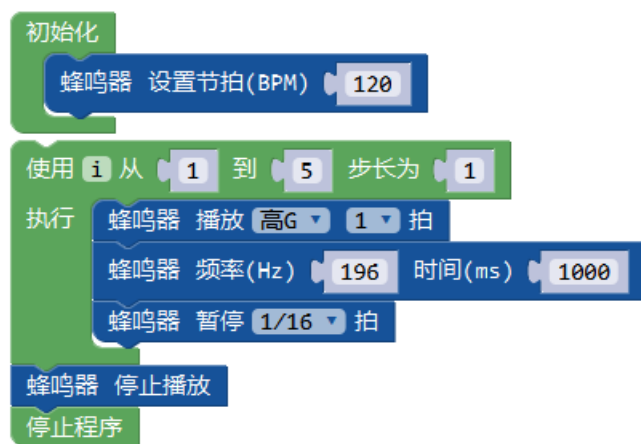 初始化
蜂鸣器 设置节拍(BPM) 120
使用 i 从 1 到 5 步长为 1
执行 蜂鸣器 播放 高G 1 拍
蜂鸣器 频率(Hz) 196 时间(ms) 1000
蜂鸣器 暂停 1/16 拍
蜂鸣器 停止播放
停止程序